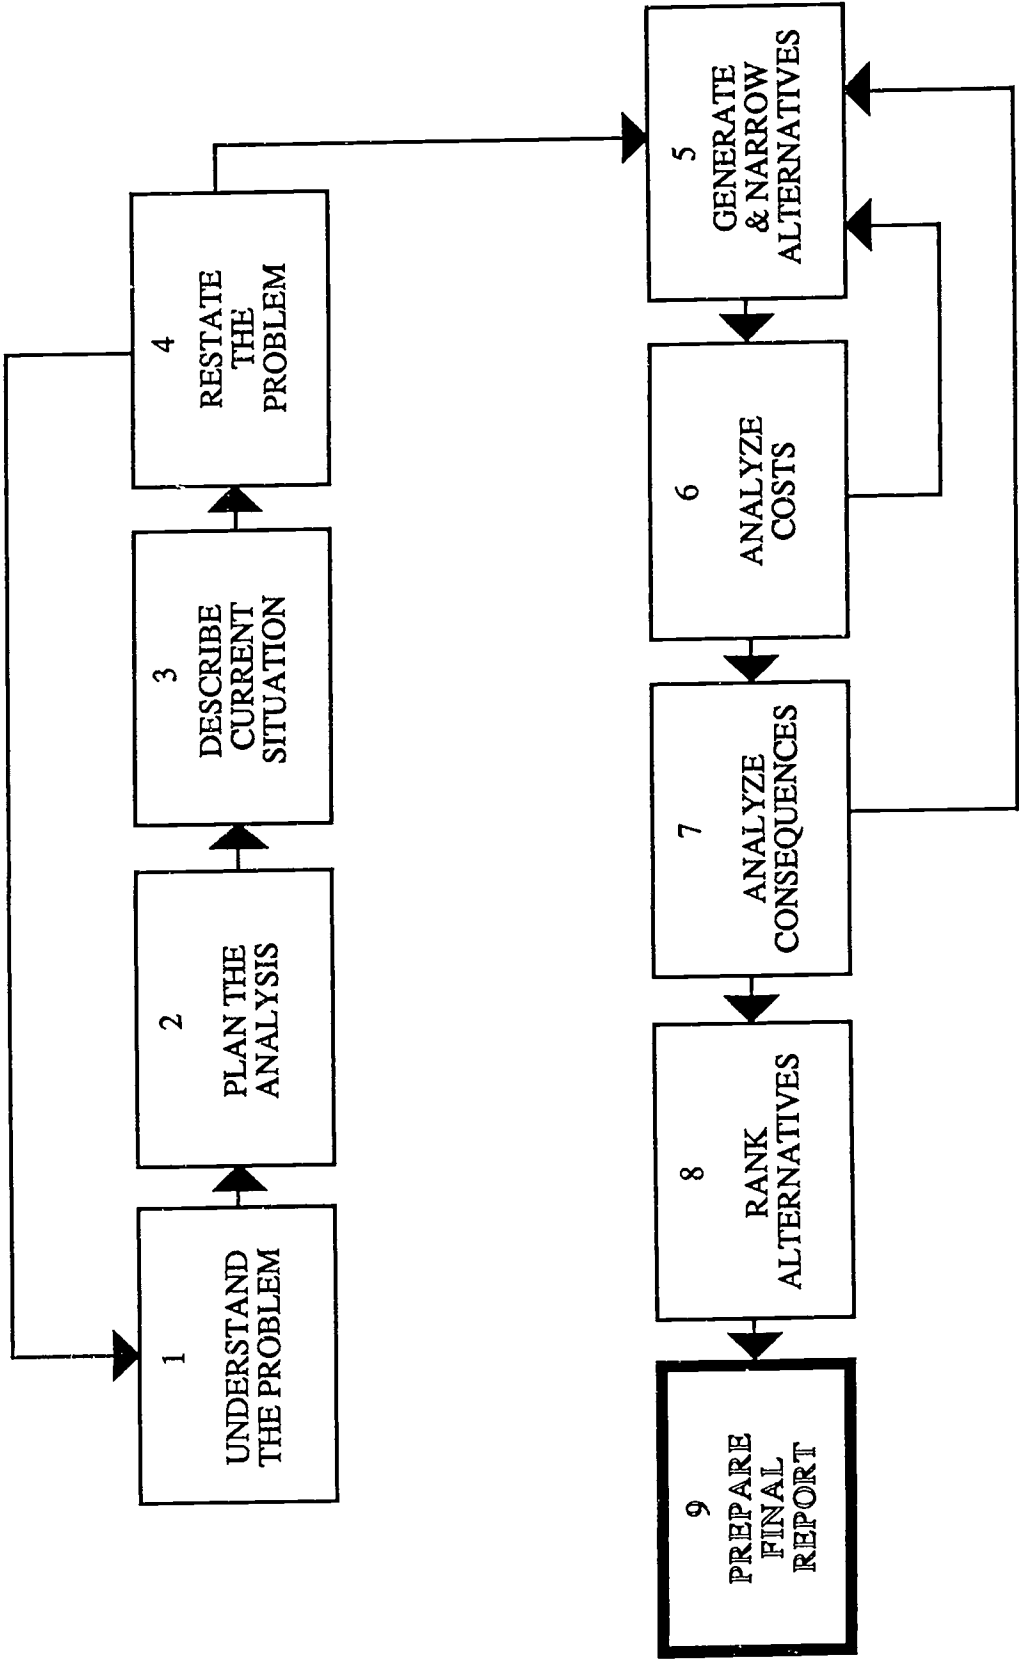 1
UNDERSTAND
THE PROBLEM
2
PLAN THE
ANALYSIS
3
DESCRIBE
CURRENT
SITUATION
4
RESTATE
THE
PROBLEM
5
GENERATE
& NARROW
ALTERNATIVES
6
ANALYZE
COSTS
7
ANALYZE
CONSEQUENCES
8
RANK
ALTERNATIVES
9
PREPARE
FINAL
REPORT